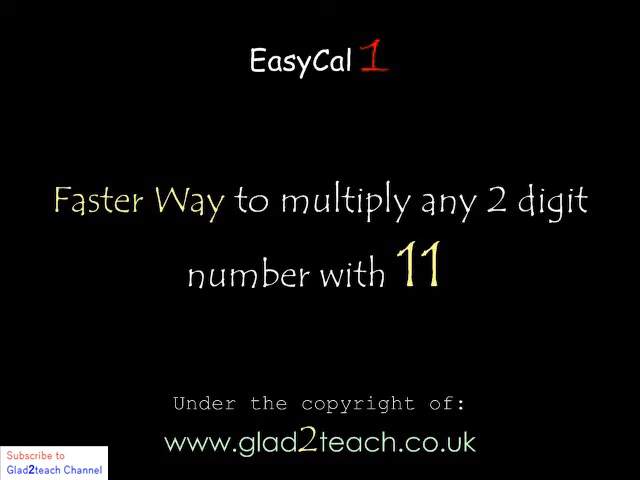 EasyCal 1
Faster Way to multiply any 2 digit
number with 11
Under the copyright of:
www.glad2teach.co.uk
Subscribe to
Glad2teach Channel